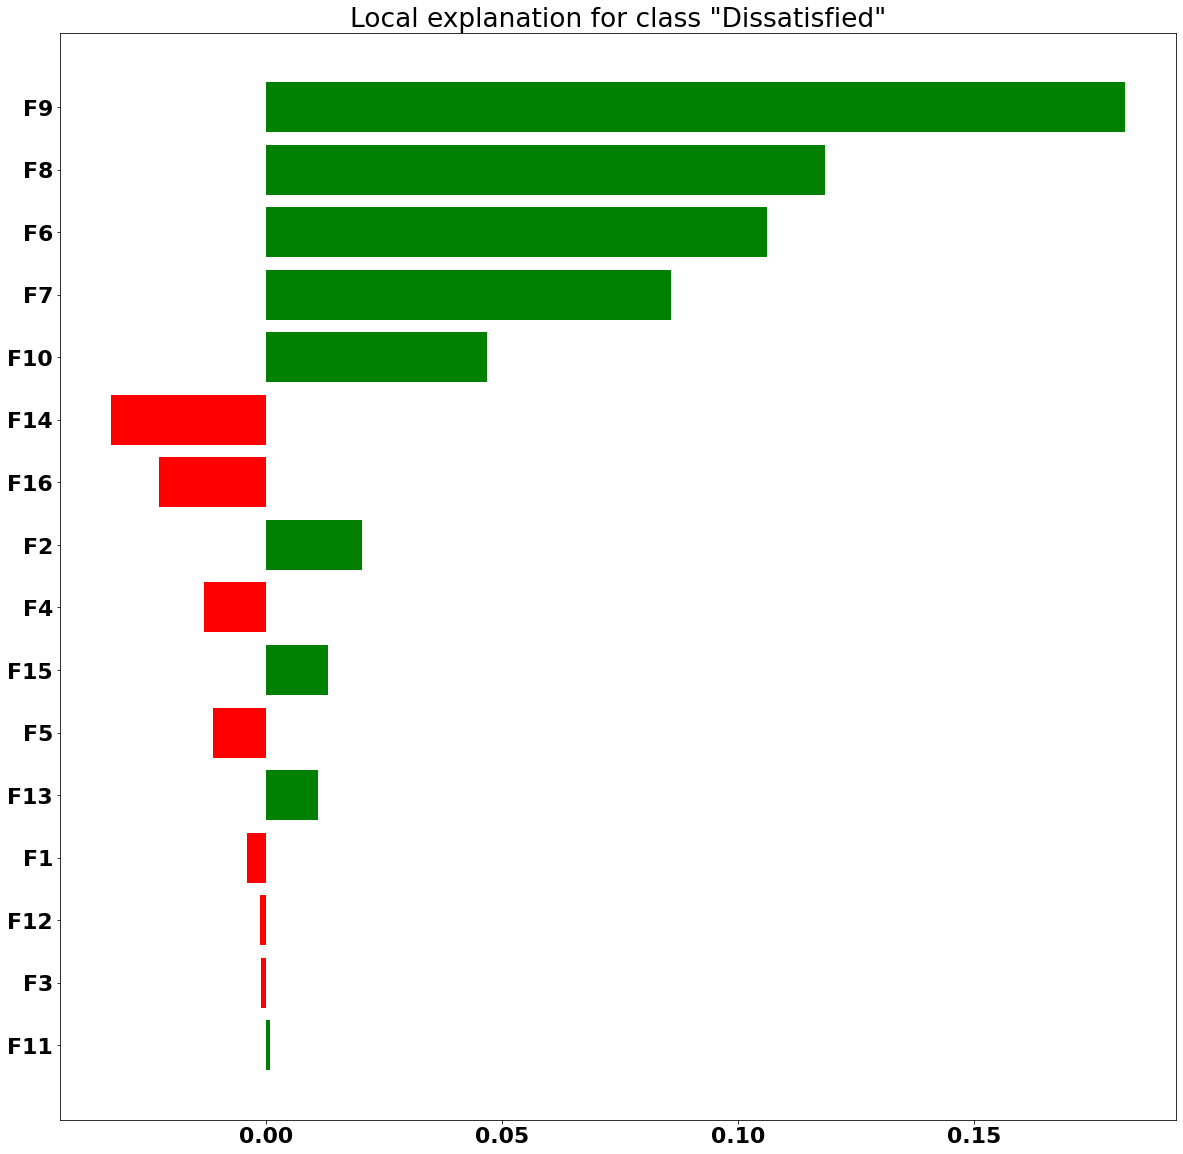 Local explanation for class "Dissatisfied"
F9
F8
F6
F7
F10
F14
F16
F2
F4
F15
F5
F13
F1
F12
F3
F11
0.00 0.05 0.10 0.15